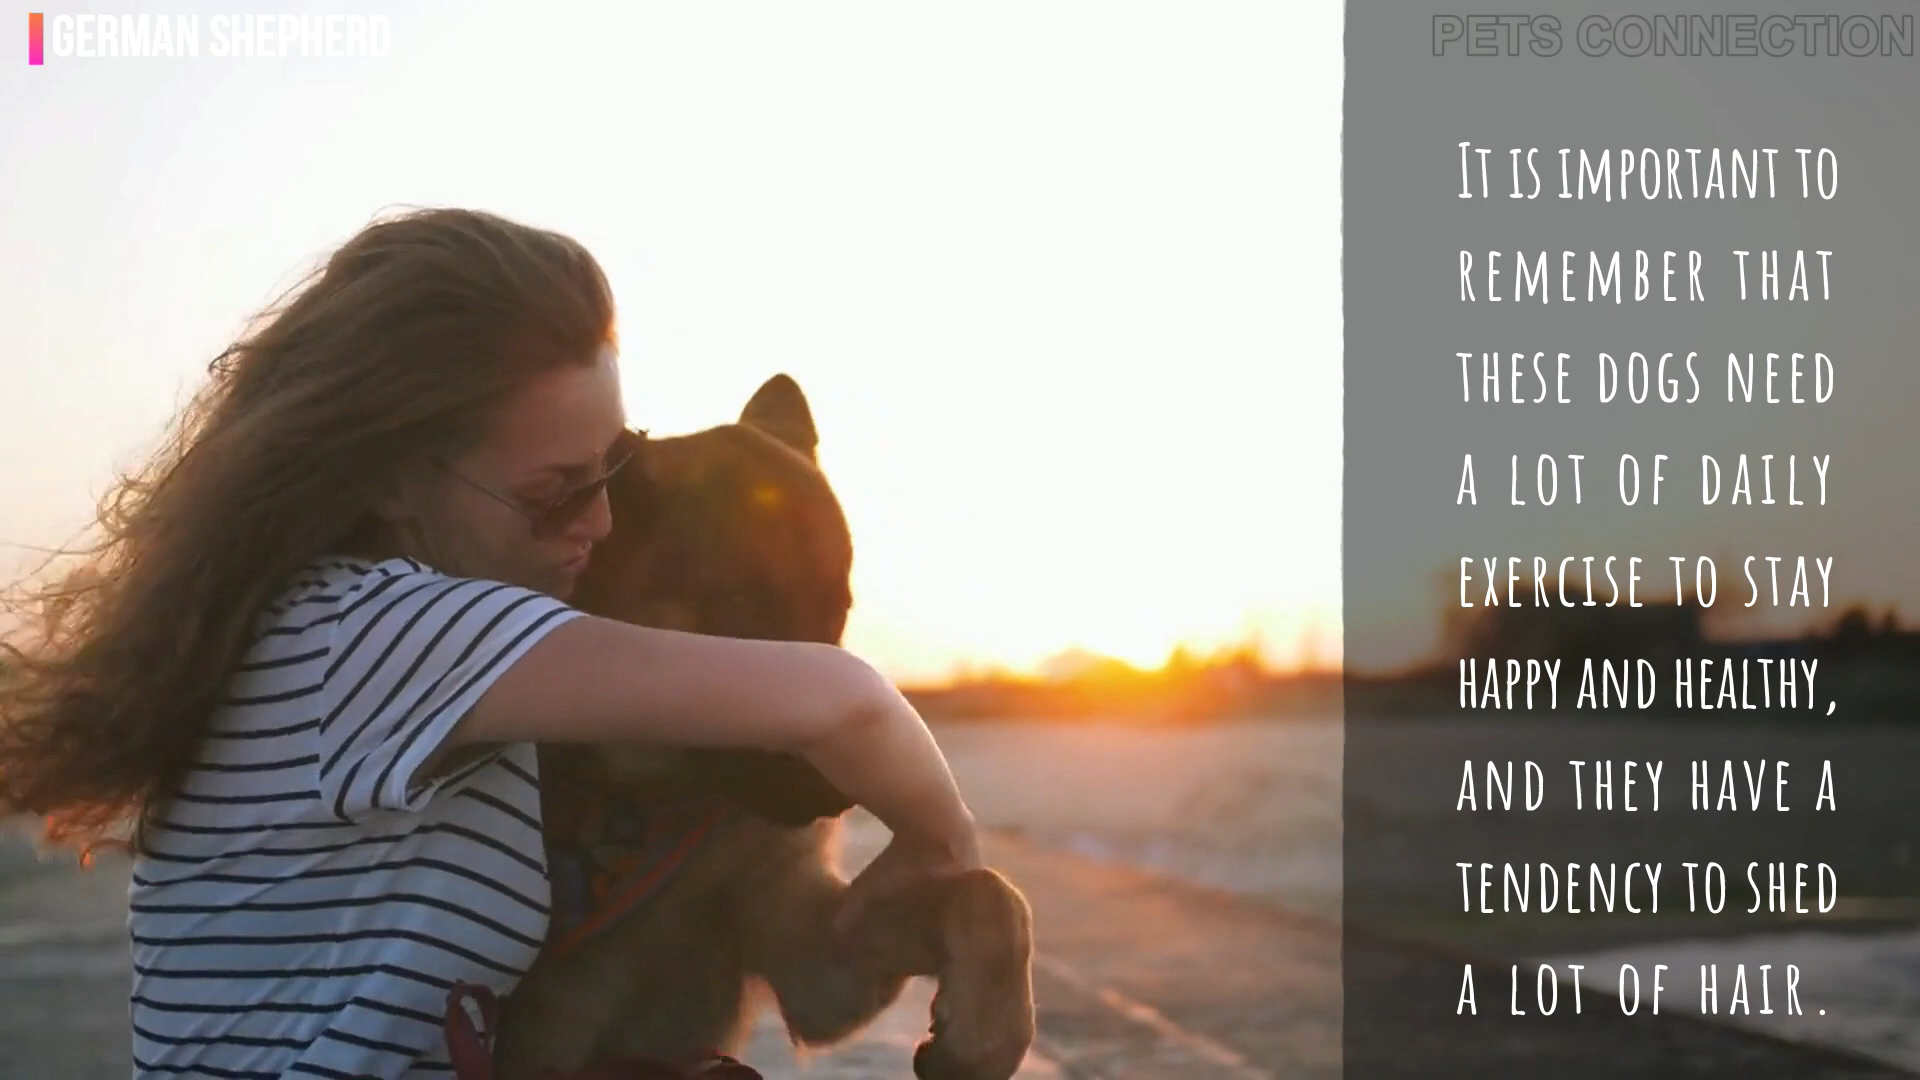 GERMAN SHEPHERD
PETS CONNECTION
It is important to
remember that
these dogs need
a lot of daily
exercise to stay
happy and healthy,
and they have a
tendency to shed
a lot of hair.